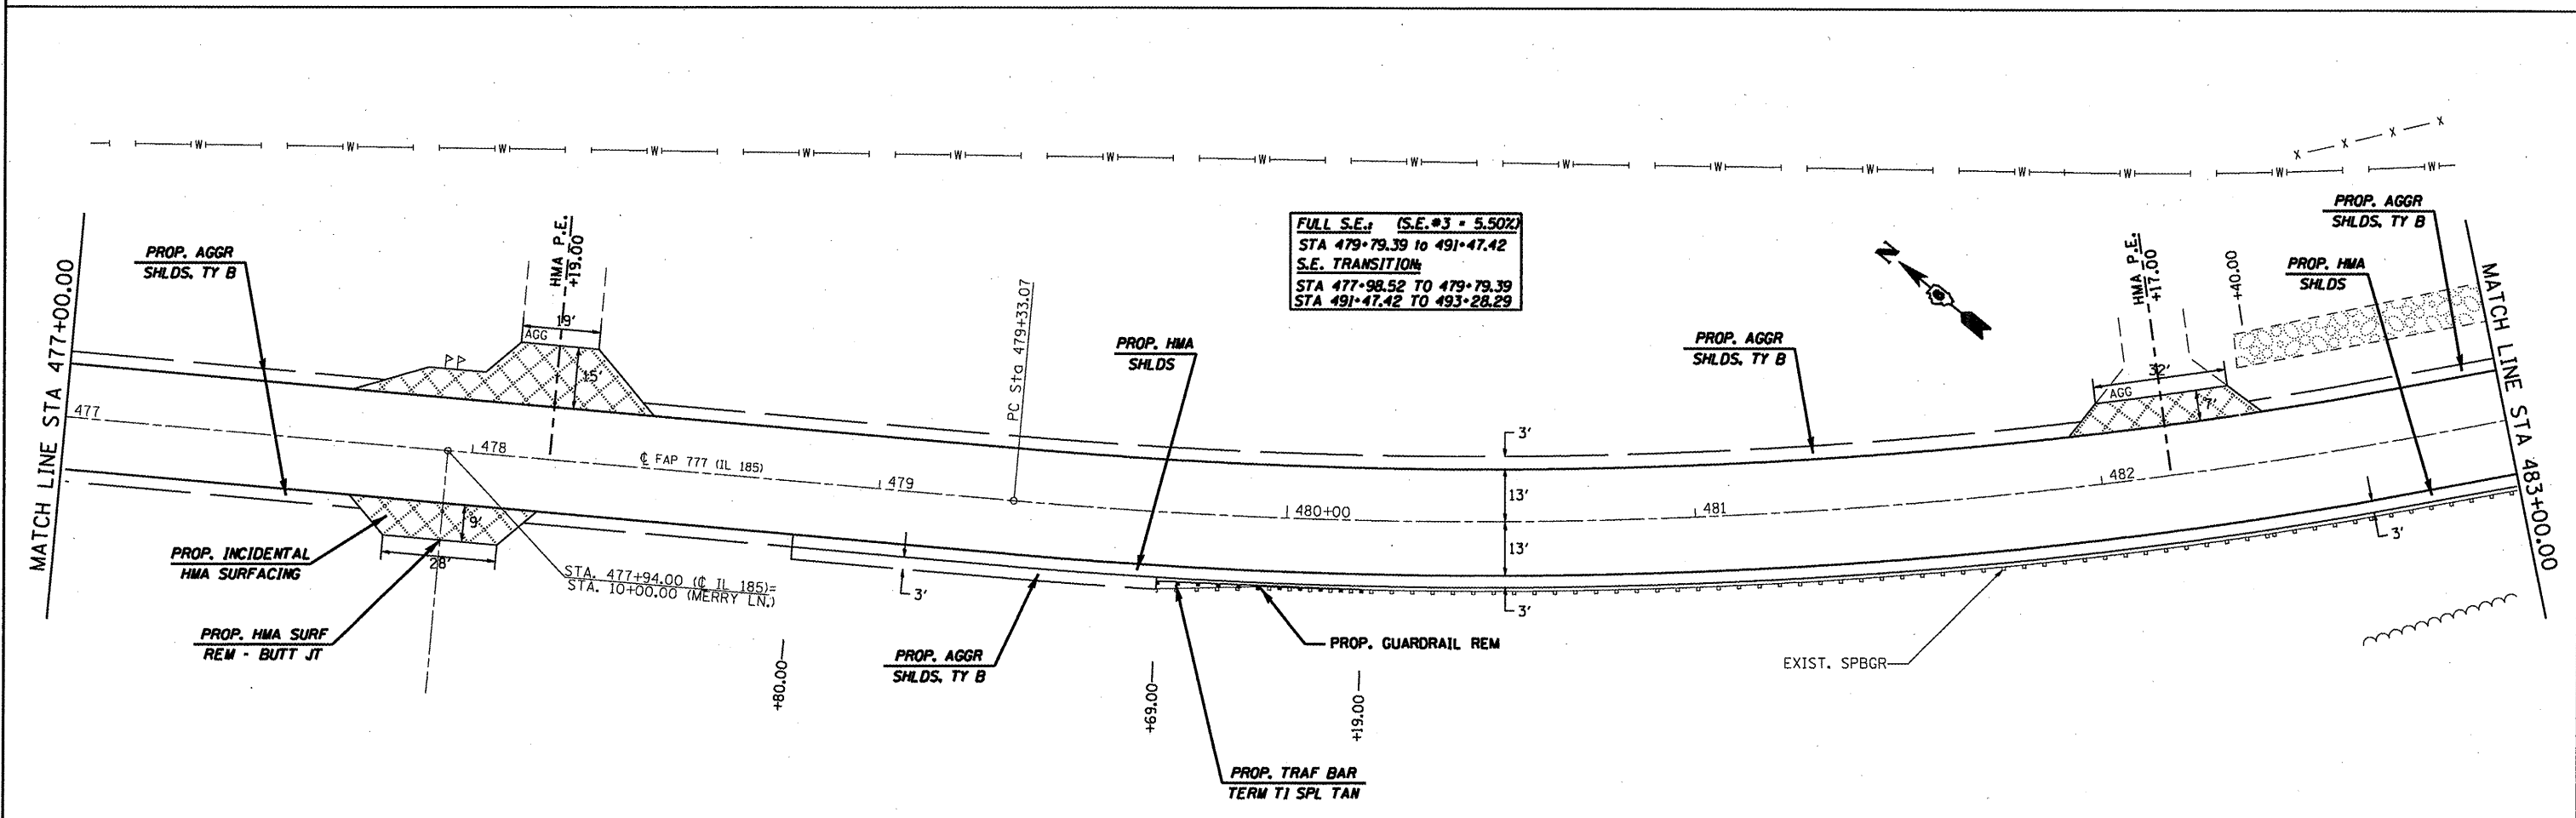 W W W W W W W W W W W W W W W
X X X X
FULL S.E.: (S.E.#3 = 5.50%)
STA 479+79.39 to 491+47.42
S.E. TRANSITION:
STA 477+98.52 TO 479+79.39
STA 491+47.42 TO 493+28.29
N
MATCH LINE STA 477+00.00
PROP. AGGR
SHLDS. TY B
HMA P.E.
+19.00
19'
AGG
15'
PP
PC Sta 479+33.07
PROP. HMA
SHLDS
PROP. AGGR
SHLDS. TY B
HMA P.E.
+17.00
+40.00
32'
AGG
7'
PROP. HMA
SHLDS
PROP. AGGR
SHLDS. TY B
MATCH LINE STA 483+00.00
477
478
℄ FAP 777 (IL 185)
479
480+00
481
482
3'
13'
13'
3'
3'
9'
28'
PROP. INCIDENTAL
HMA SURFACING
STA. 477+94.00 (℄ IL 185)=
STA. 10+00.00 (MERRY LN.)
3'
PROP. HMA SURF
REM - BUTT JT
+80.00
PROP. AGGR
SHLDS. TY B
+69.00
PROP. GUARDRAIL REM
+19.00
EXIST. SPBGR
PROP. TRAF BAR
TERM T1 SPL TAN